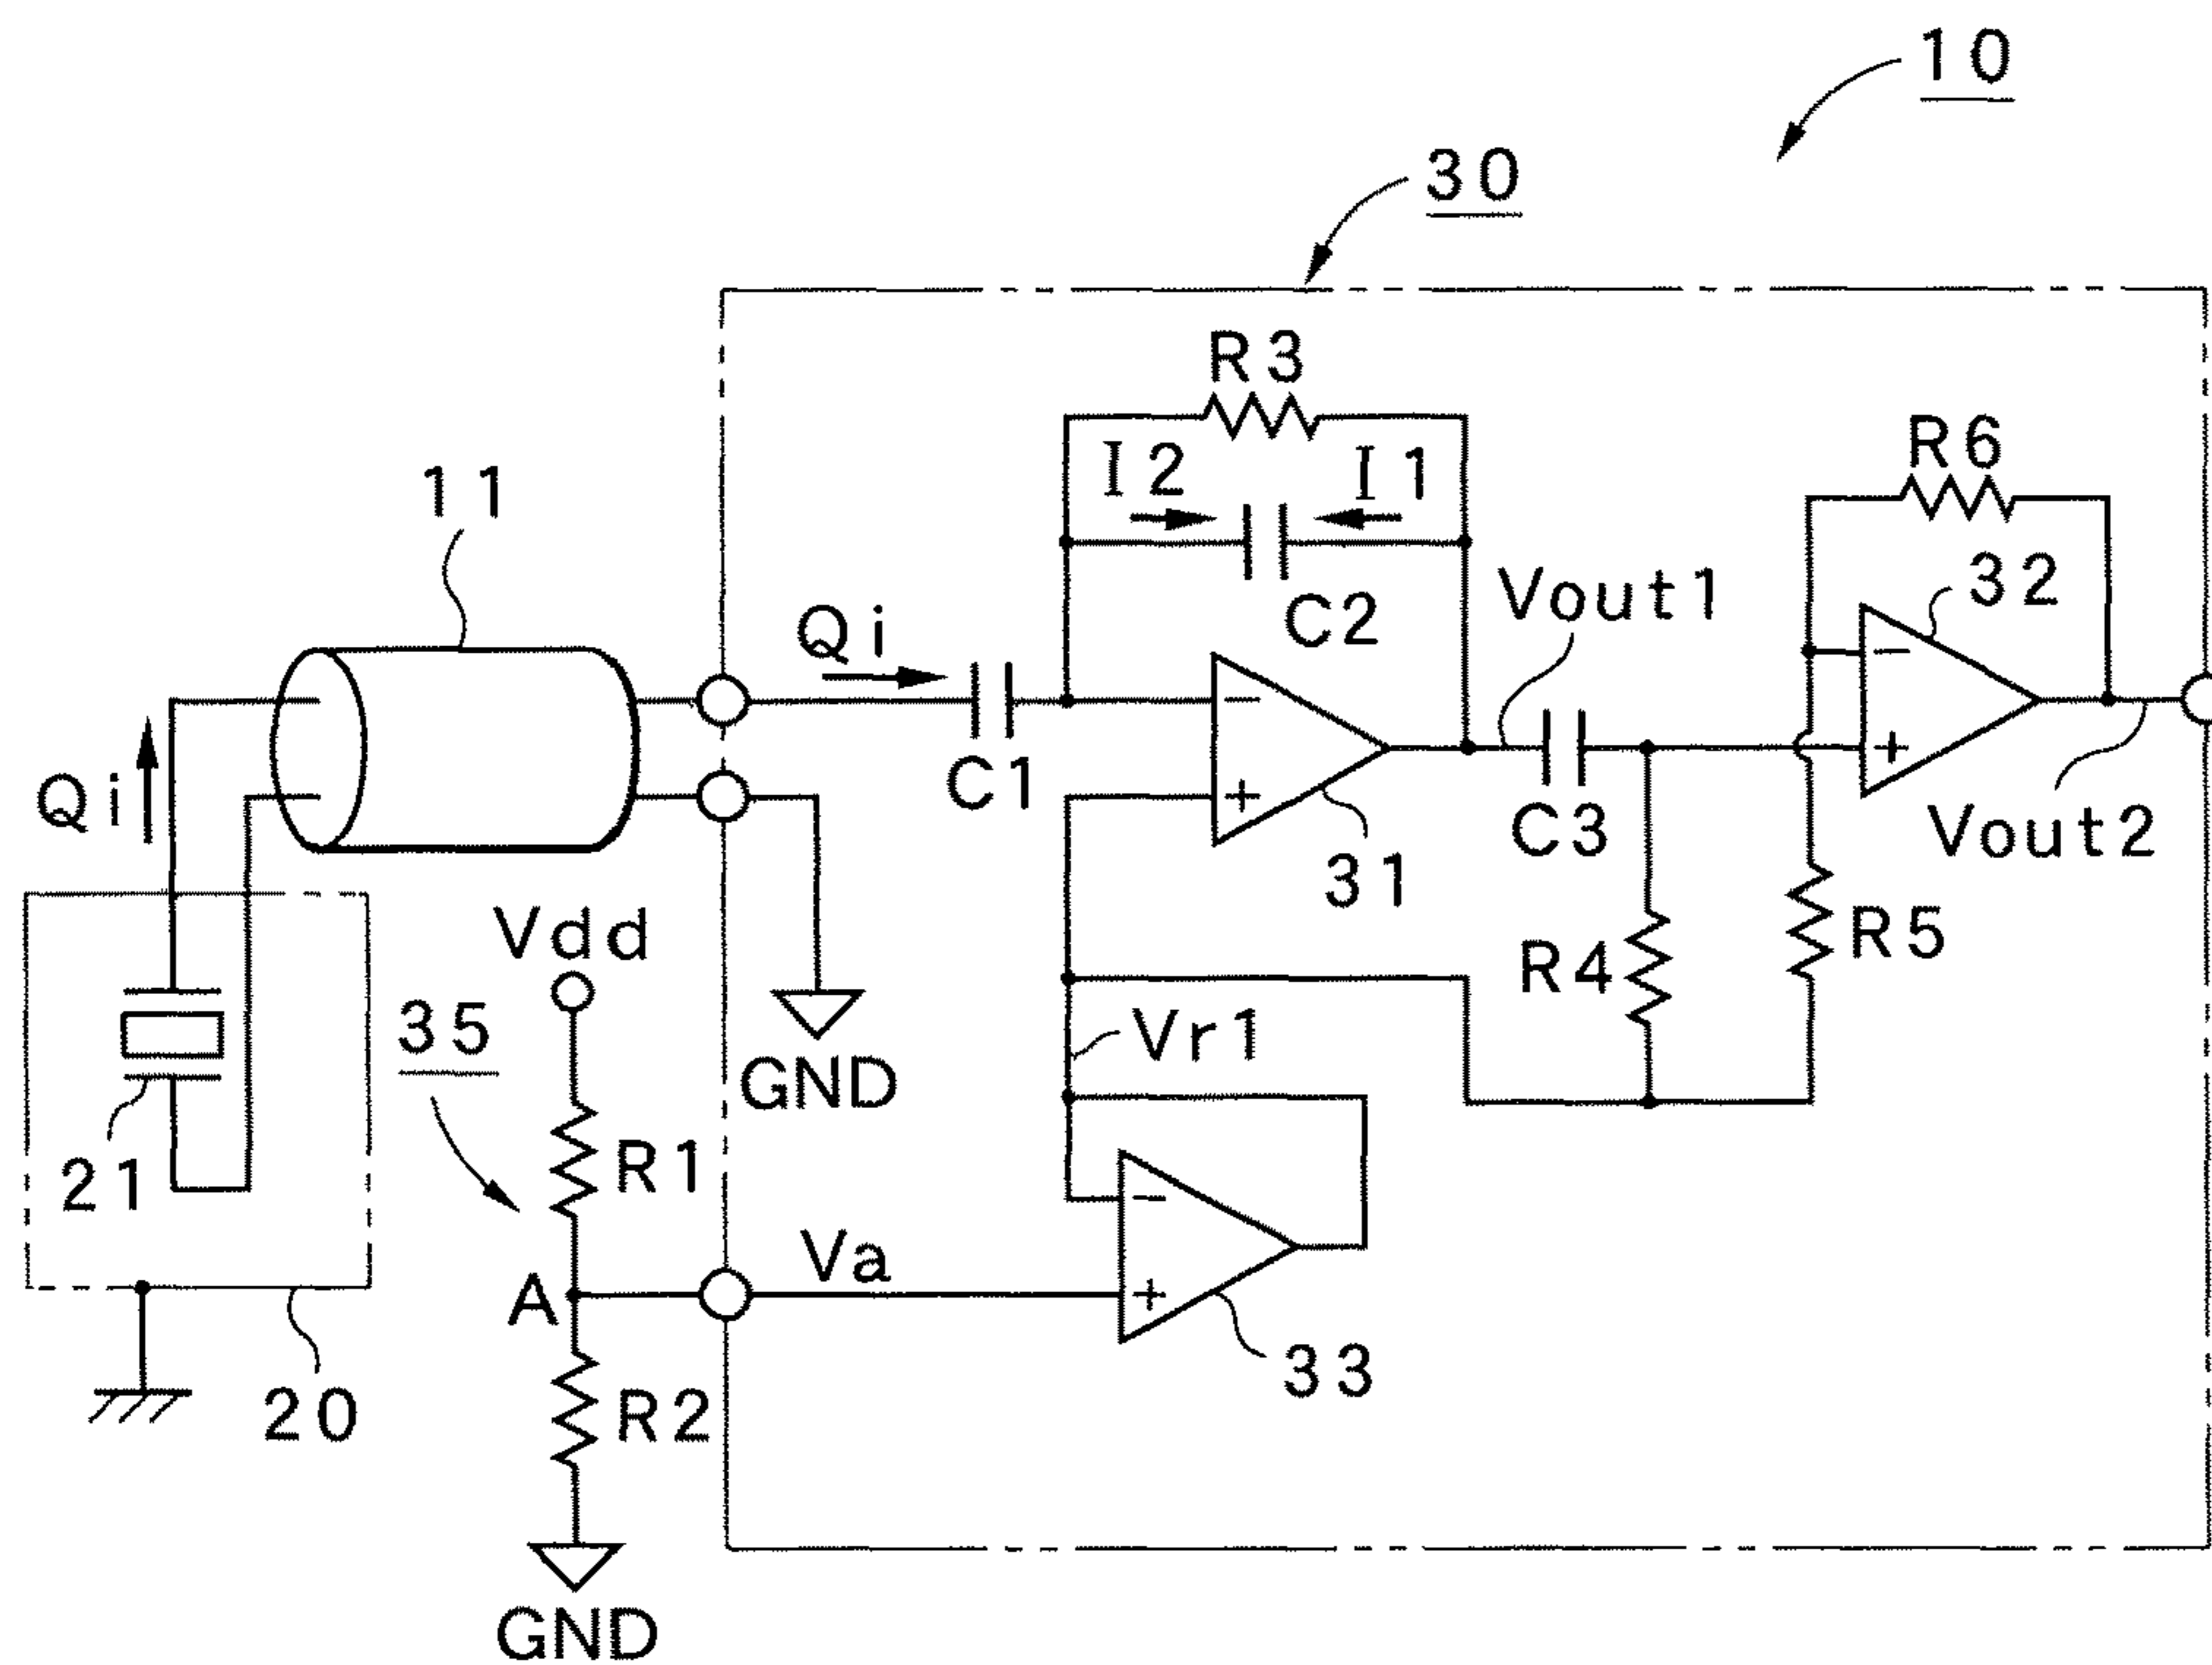 10
30
R3
I2
I1
C2
R6
11
Qi
Vout1
32
−
−
C1
+
+
C3
Qi
31
Vout2
Vdd
R4
R5
35
Vr1
GND
21
R1
−
Va
A
+
33
20
R2
GND